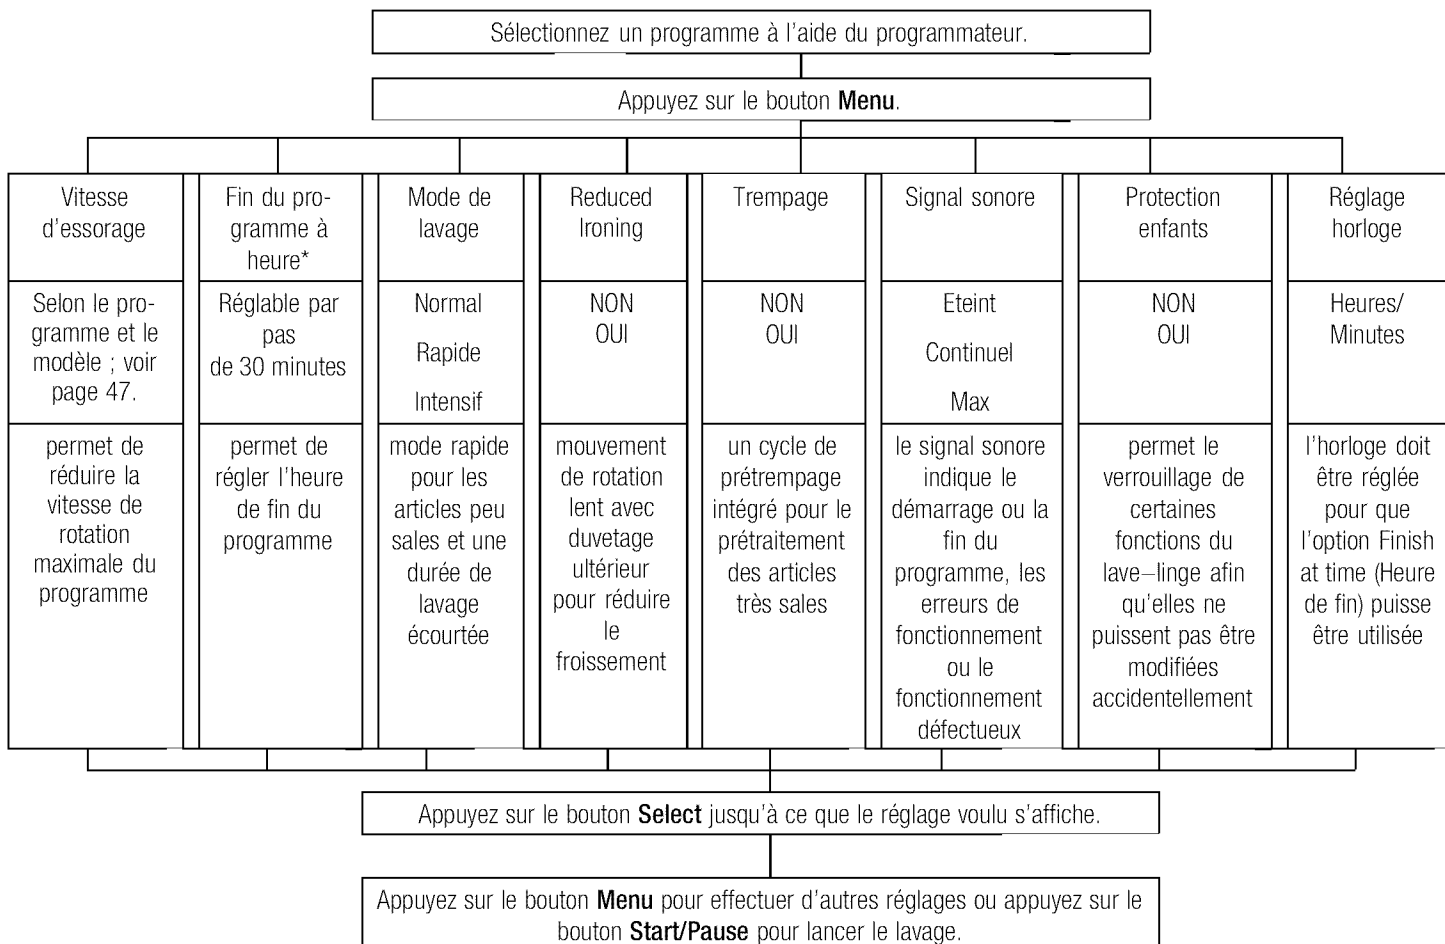 Sélectionnez un programme à l'aide du programmateur.
Appuyez sur le bouton Menu.
Vitesse
d'essorage
Selon le pro-
gramme et le
modèle ; voir
page 47.
permet de
réduire la
vitesse de
rotation
maximale du
programme
Fin du pro-
gramme à
heure*
Réglable par
pas
de 30 minutes
permet de
régler l'heure
de fin du
programme
Mode de
lavage
Normal
Rapide
Intensif
mode rapide
pour les
articles peu
sales et une
durée de
lavage
écourtée
Reduced
Ironing
NON
OUI
mouvement
de rotation
lent avec
duvetage
ultérieur
pour réduire
le
froissement
Trempage
NON
OUI
un cycle de
prétrempage
intégré pour le
prétraitement
des articles
très sales
Signal sonore
Eteint
Continuel
Max
le signal sonore
indique le
démarrage ou la
fin du
programme, les
erreurs de
fonctionnement
ou le
fonctionnement
défectueux
Protection
enfants
NON
OUI
permet le
verrouillage de
certaines
fonctions du
lave–linge afin
qu'elles ne
puissent pas être
modifiées
accidentellement
Réglage
horloge
Heures/
Minutes
l'horloge doit
être réglée
pour que
l'option Finish
at time (Heure
de fin) puisse
être utilisée
Appuyez sur le bouton Select jusqu'à ce que le réglage voulu s'affiche.
Appuyez sur le bouton Menu pour effectuer d'autres réglages ou appuyez sur le
bouton Start/Pause pour lancer le lavage.